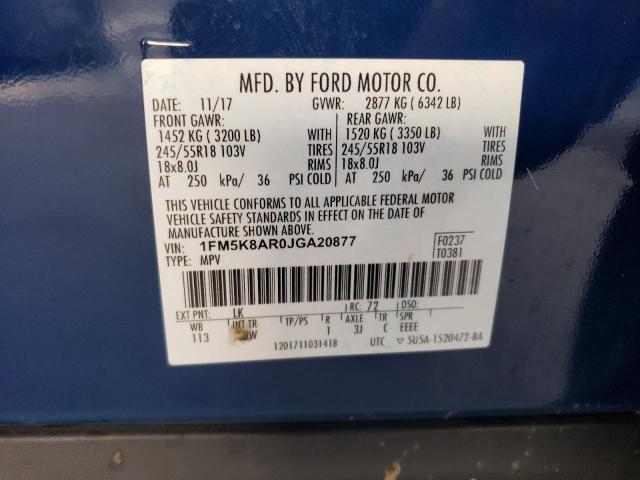 MFD. BY FORD MOTOR CO.
DATE: 11/17 GVWR: 2877 KG ( 6342 LB)
FRONT GAWR: REAR GAWR:
1452 KG ( 3200 LB) WITH 1520 KG ( 3350 LB) WITH
245/55R18 103V TIRES 245/55R18 103V TIRES
18x8.0J RIMS 18x8.0J RIMS
AT 250 kPa/ 36 PSI COLD AT 250 kPa/ 36 PSI COLD
THIS VEHICLE CONFORMS TO ALL APPLICABLE FEDERAL MOTOR
VEHICLE SAFETY STANDARDS IN EFFECT ON THE DATE OF
MANUFACTURE SHOWN ABOVE.
VIN: 1FM5K8AR0JGA20877 F0237
TYPE: MPV T0381
EXT PNT: LK RC: 72 DSO:
WB INT TR TP/PS R AXLE TR SPR
113 W 1 3J C EEEE
1201711031418 UTC ▽ 5U5A-1520472-BA